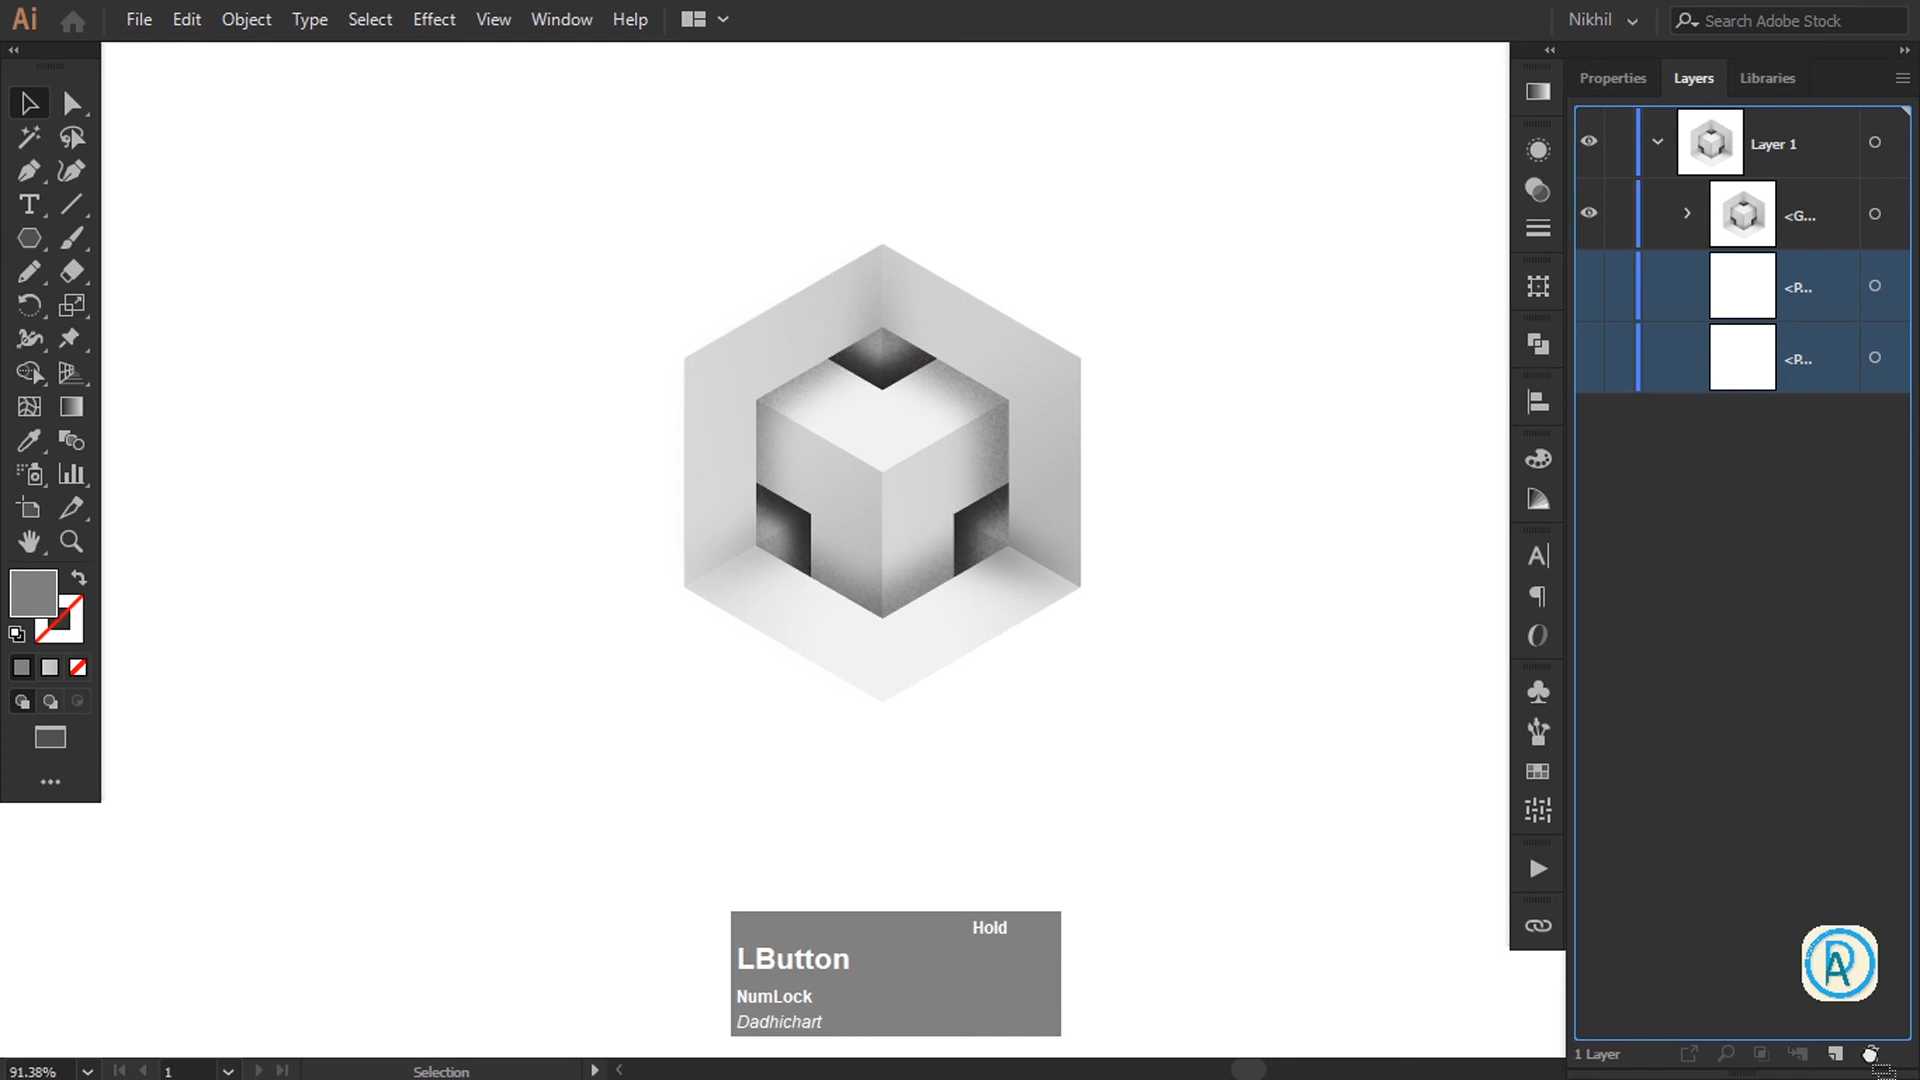 Ai File Edit Object Type Select Effect View Window Help Nikhil Search Adobe Stock
Properties Layers Libraries
Layer 1
<G...
<P...
<P...
Hold
LButton
NumLock
Dadhichart
1 Layer
91.38% 1 Selection